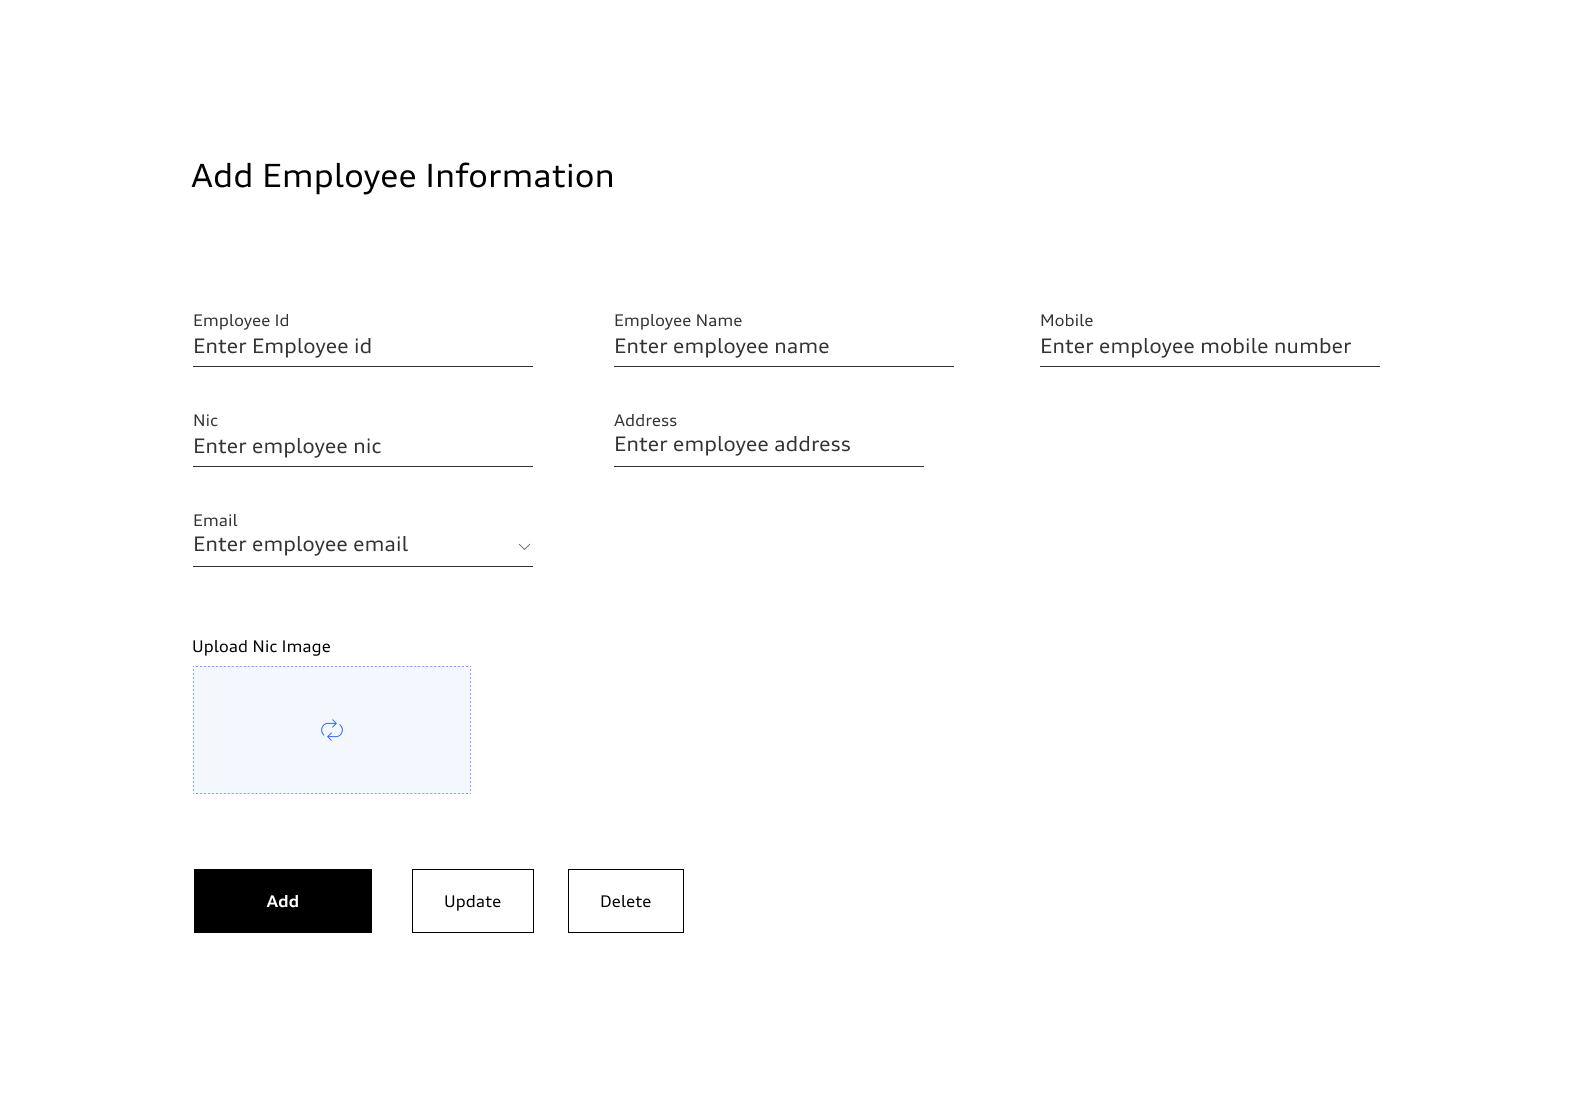 Add Employee Information
Employee Id
Enter Employee id
Employee Name
Enter employee name
Mobile
Enter employee mobile number
Nic
Enter employee nic
Address
Enter employee address
Email
Enter employee email
Upload Nic Image
Add
Update
Delete